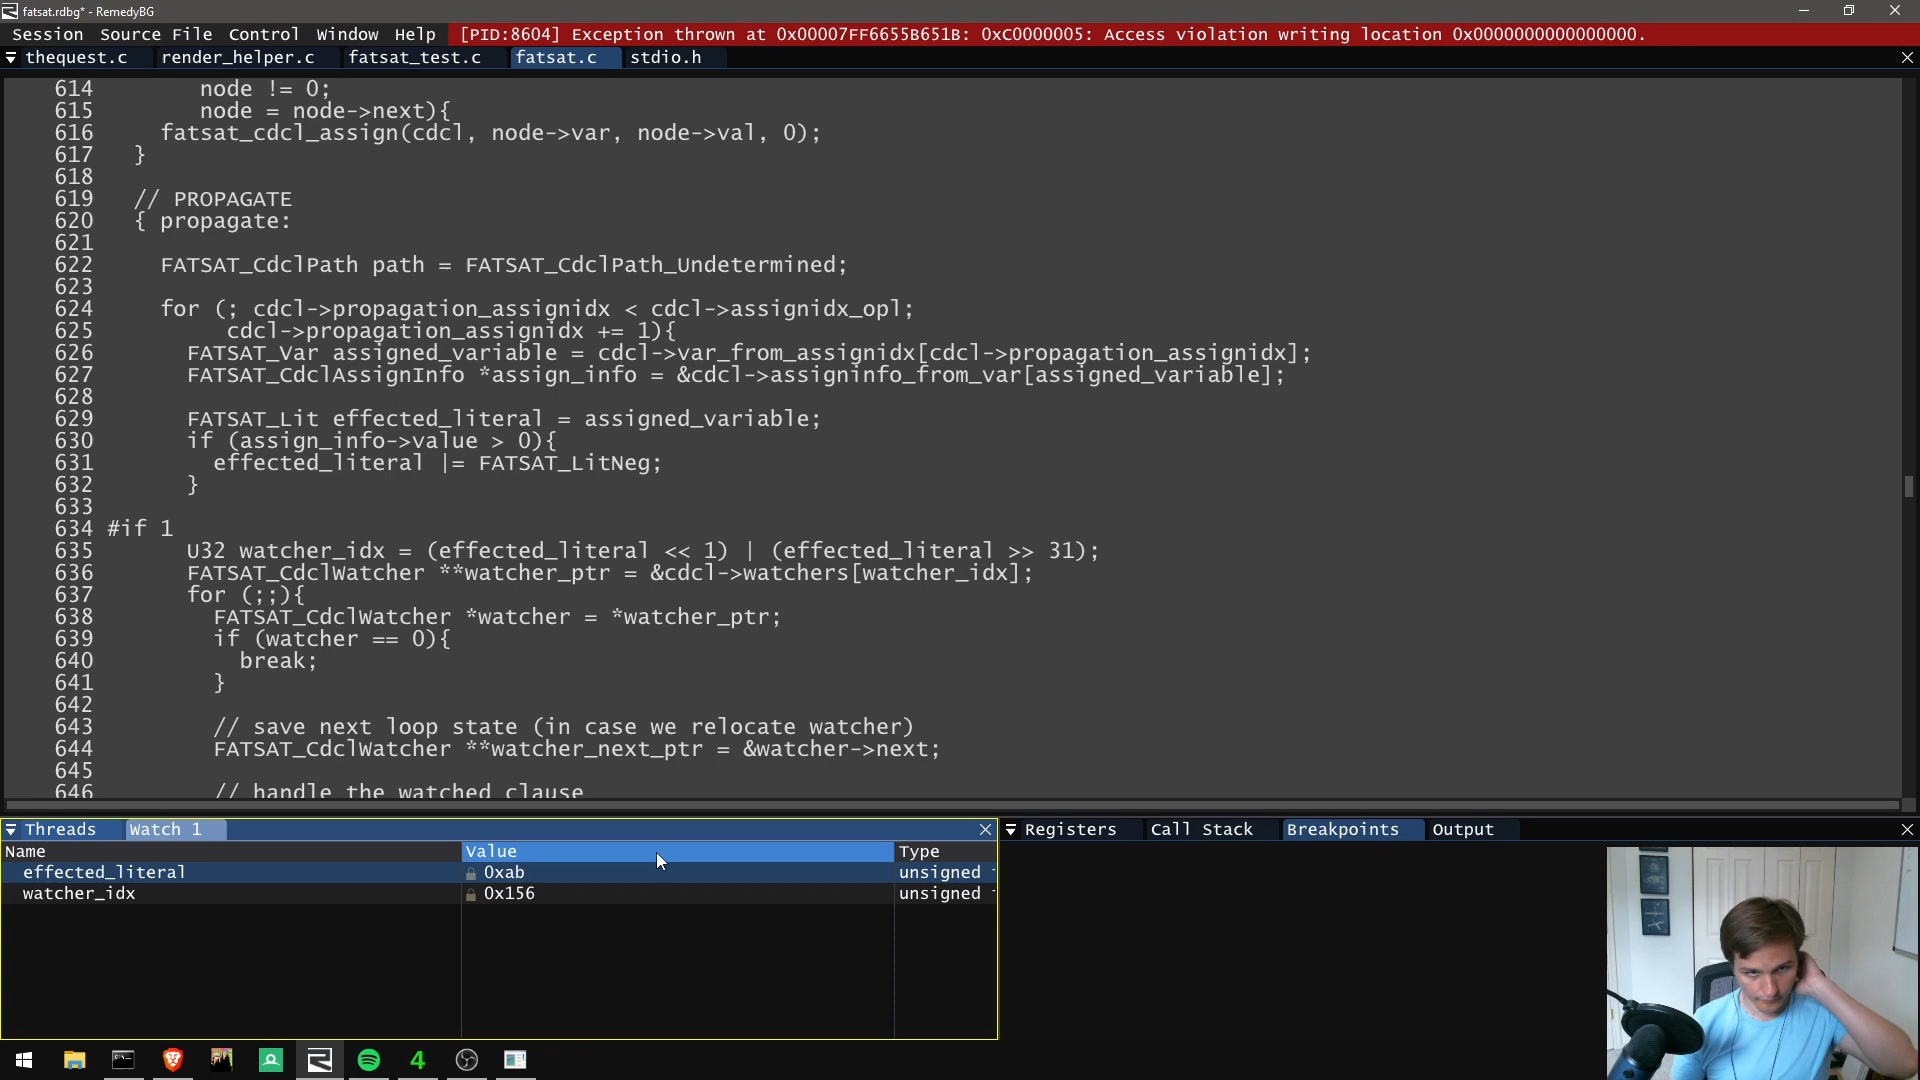 fatsat.rdbg* - RemedyBG
Session Source File Control Window Help [PID:8604] Exception thrown at 0x00007FF6655B651B: 0xC0000005: Access violation writing location 0x0000000000000000.
thequest.c render_helper.c fatsat_test.c fatsat.c stdio.h
614 node != 0;
615 node = node->next){
616 fatsat_cdcl_assign(cdcl, node->var, node->val, 0);
617 }
618
619 // PROPAGATE
620 { propagate:
621
622 FATSAT_CdclPath path = FATSAT_CdclPath_Undetermined;
623
624 for (; cdcl->propagation_assignidx < cdcl->assignidx_opl;
625 cdcl->propagation_assignidx += 1){
626 FATSAT_Var assigned_variable = cdcl->var_from_assignidx[cdcl->propagation_assignidx];
627 FATSAT_CdclAssignInfo *assign_info = &cdcl->assigninfo_from_var[assigned_variable];
628
629 FATSAT_Lit effected_literal = assigned_variable;
630 if (assign_info->value > 0){
631 effected_literal |= FATSAT_LitNeg;
632 }
633
634 #if 1
635 U32 watcher_idx = (effected_literal << 1) | (effected_literal >> 31);
636 FATSAT_CdclWatcher **watcher_ptr = &cdcl->watchers[watcher_idx];
637 for (;;){
638 FATSAT_CdclWatcher *watcher = *watcher_ptr;
639 if (watcher == 0){
640 break;
641 }
642
643 // save next loop state (in case we relocate watcher)
644 FATSAT_CdclWatcher **watcher_next_ptr = &watcher->next;
645
646 // handle the watched clause
Threads Watch 1
Name Value Type
effected_literal 0xab unsigned
watcher_idx 0x156 unsigned
Registers Call Stack Breakpoints Output
4